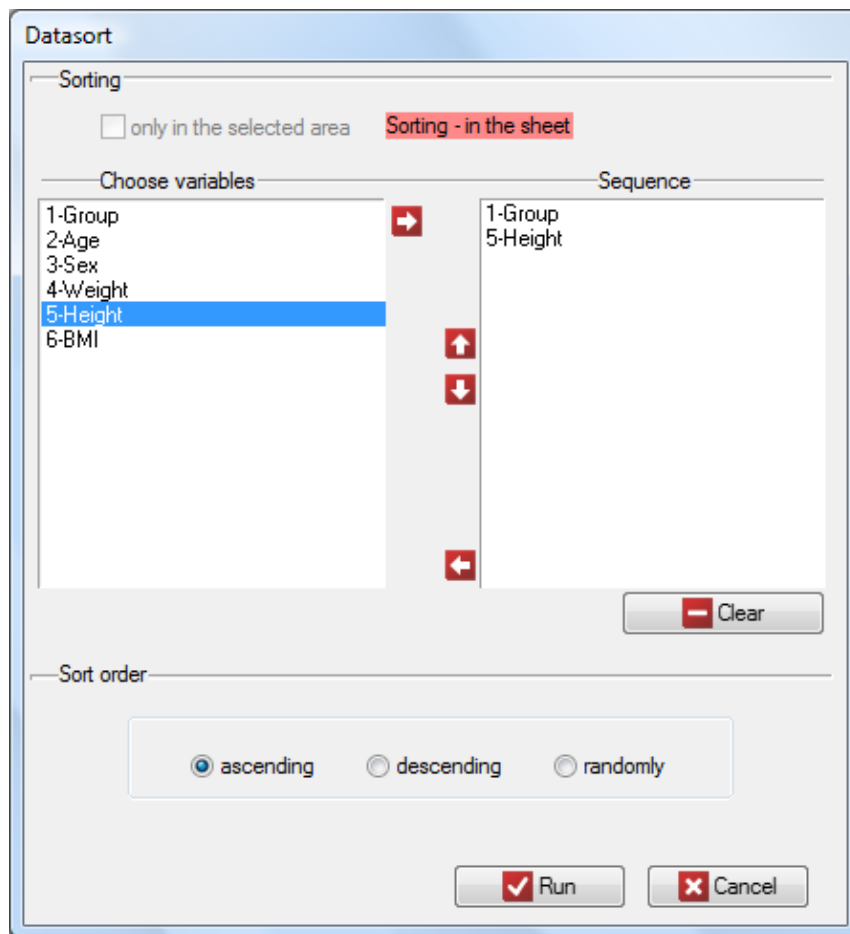 Datasort
Sorting
only in the selected area Sorting - in the sheet
Choose variables
1-Group
2-Age
3-Sex
4-Weight
5-Height
6-BMI
Sequence
1-Group
5-Height
Clear
Sort order
ascending descending randomly
Run Cancel